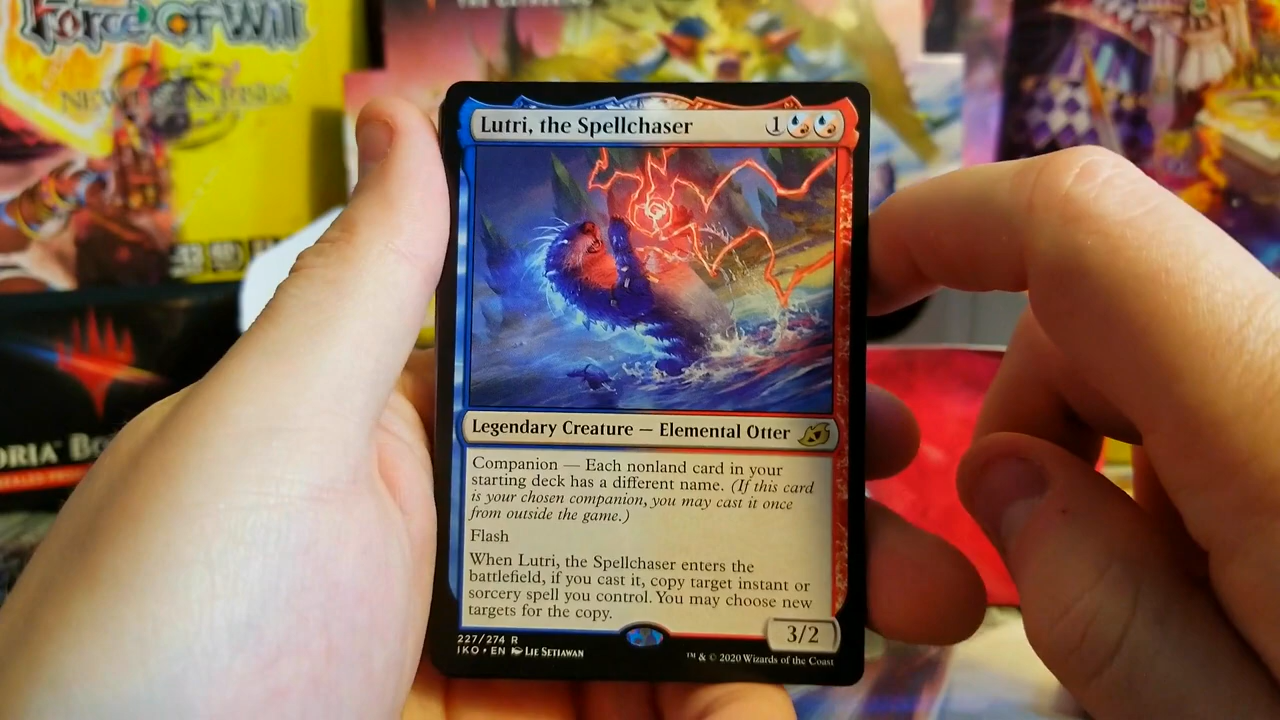 Force of Will
THE GATHERING
Lutri, the Spellchaser
1
Legendary Creature — Elemental Otter
Companion — Each nonland card in your
starting deck has a different name. (If this card
is your chosen companion, you may cast it once
from outside the game.)
Flash
When Lutri, the Spellchaser enters the
battlefield, if you cast it, copy target instant or
sorcery spell you control. You may choose new
targets for the copy.
3/2
227/274 R
IKO • EN Lie Setiawan
™ & © 2020 Wizards of the Coast